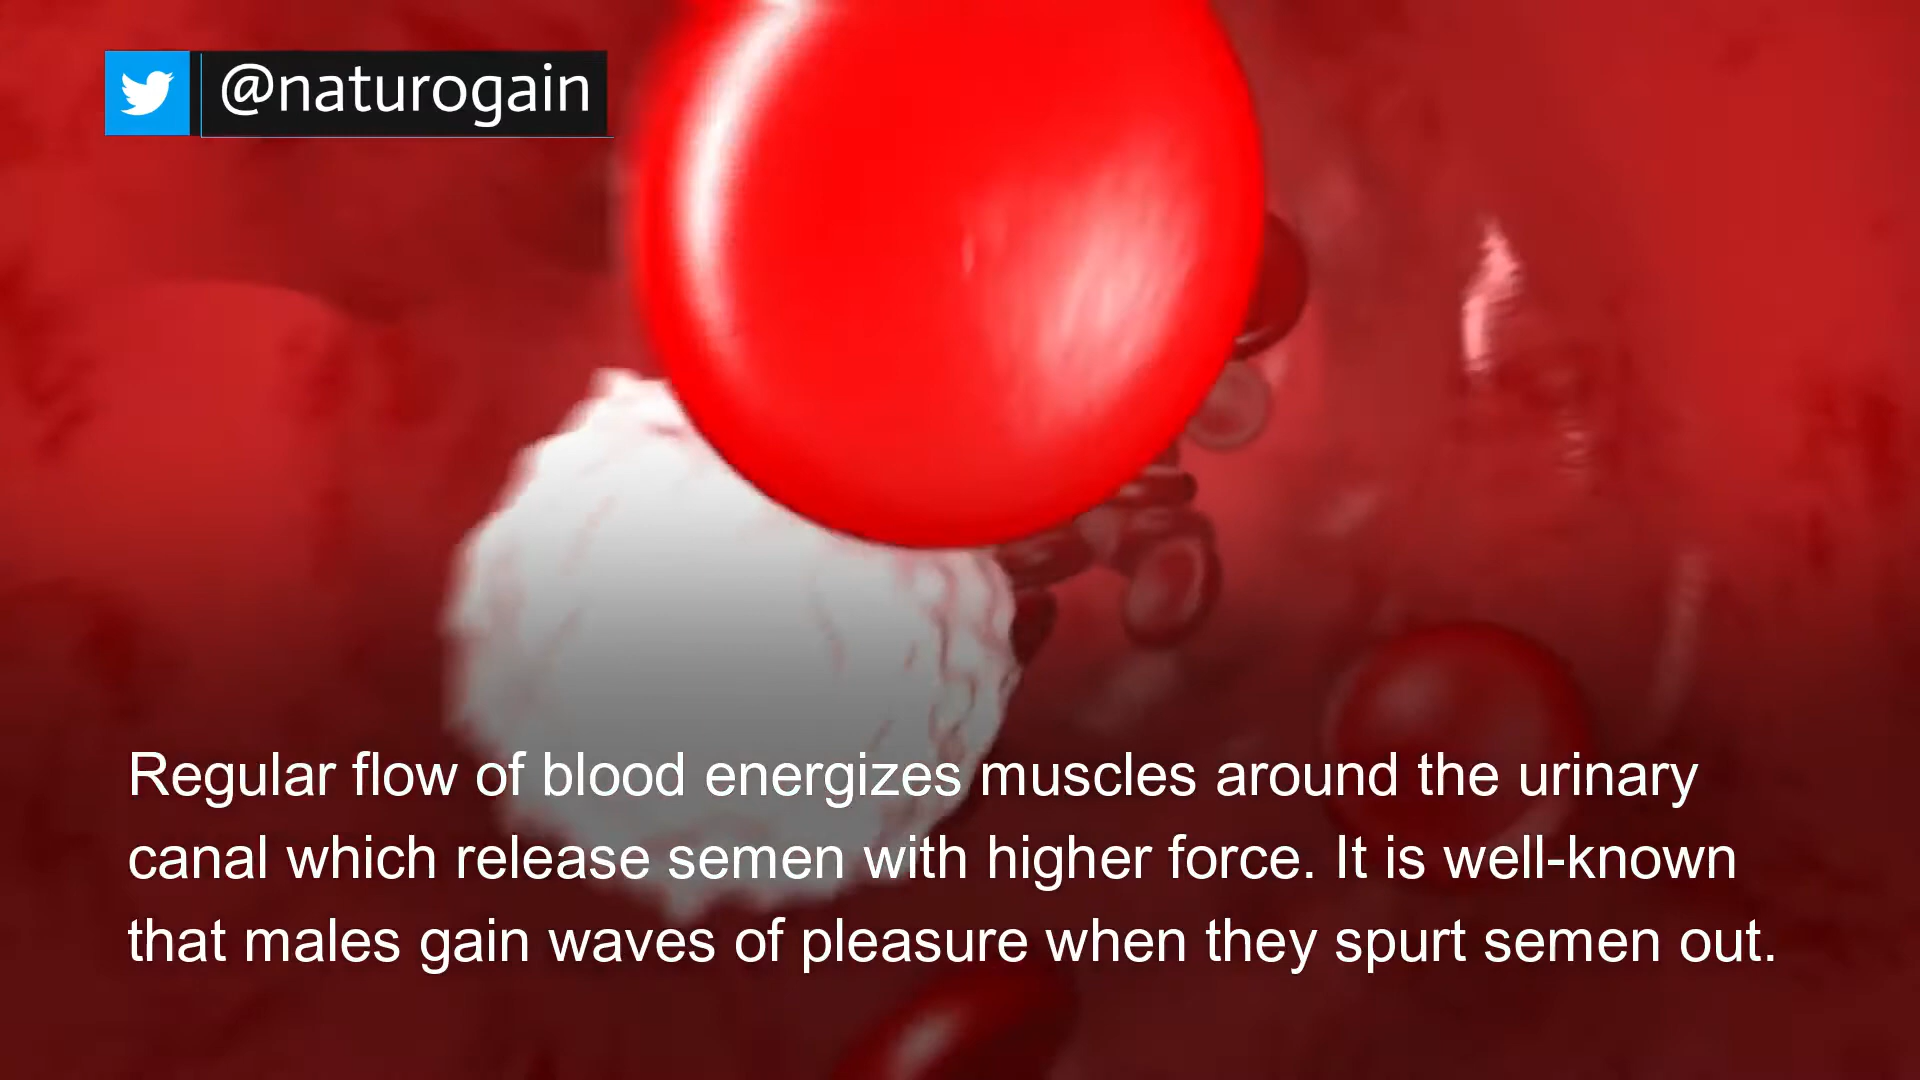 @naturogain
Regular flow of blood energizes muscles around the urinary
canal which release semen with higher force. It is well-known
that males gain waves of pleasure when they spurt semen out.